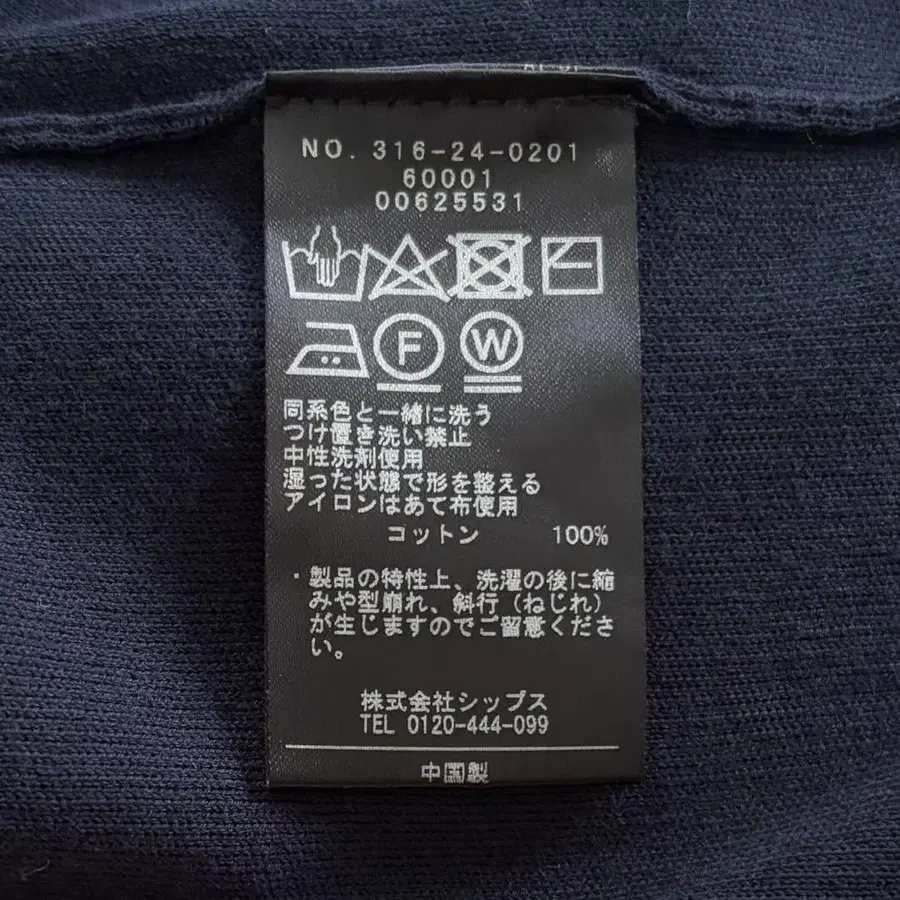 NO. 316-24-0201
60001
00625531
F W
同系色と一緒に洗う
つけ置き洗い禁止
中性洗剤使用
湿った状態で形を整える
アイロンはあて布使用
コットン 100%
・製品の特性上、洗濯の後に縮
みや型崩れ、斜行(ねじれ)
が生じますのでご留意くださ
い。
株式会社シップス
TEL 0120-444-099
中国製